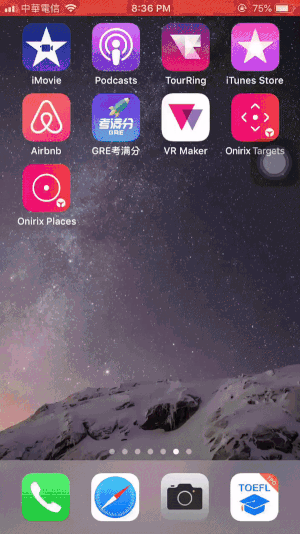 中華電信 8:36 PM 75%
iMovie Podcasts TourRing iTunes Store
考满分
GRE
Airbnb GRE考满分 VR Maker Onirix Targets
Onirix Places
TOEFL
TPO